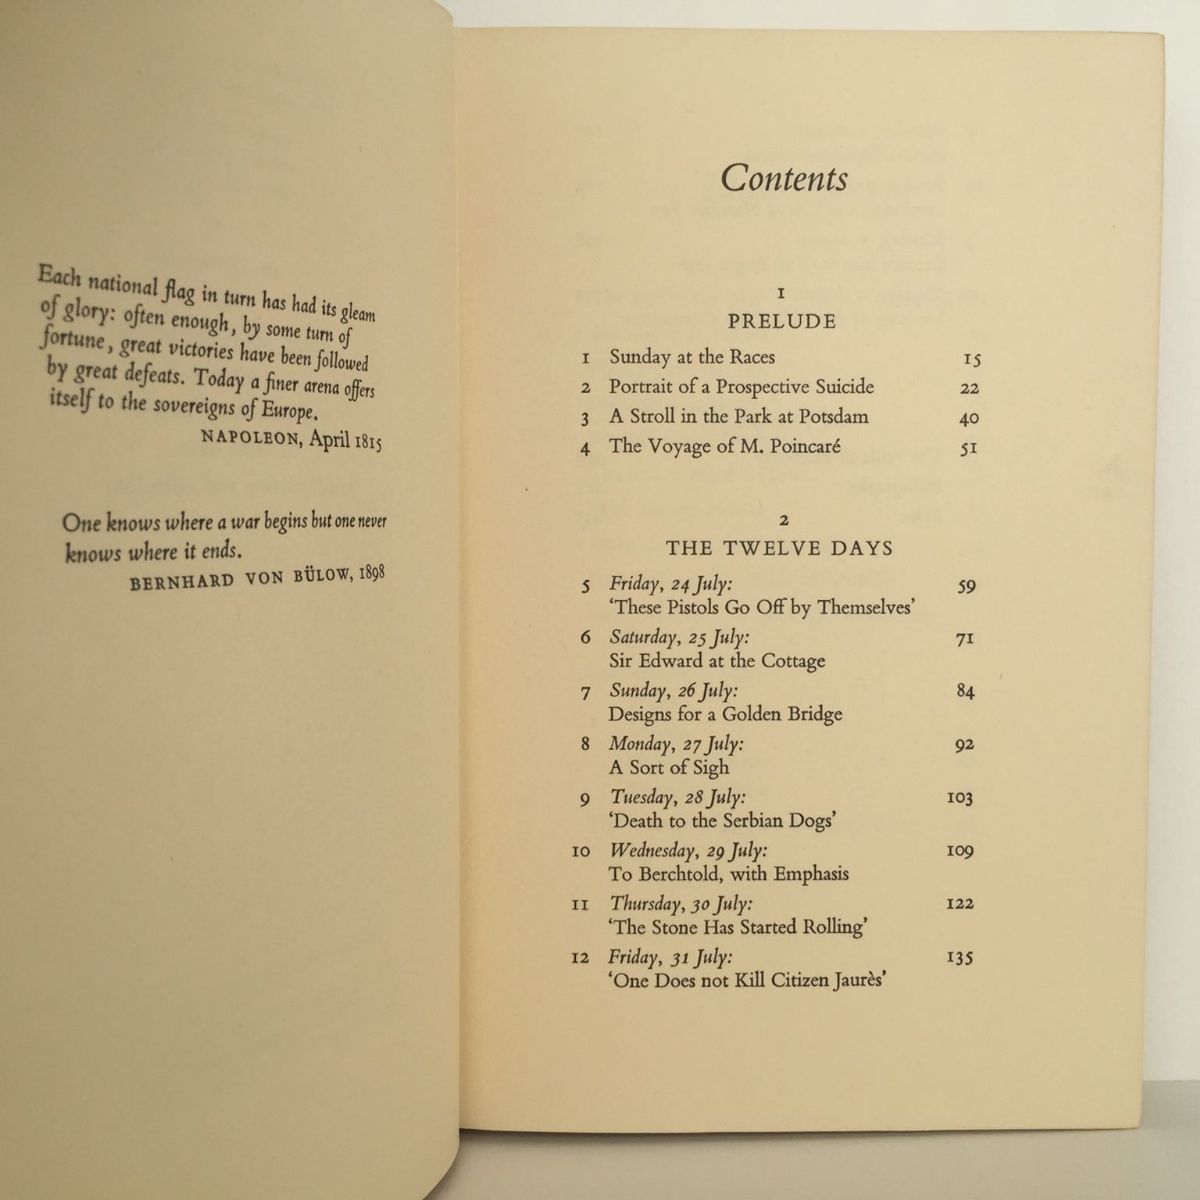 Each national flag in turn has had its gleam
of glory: often enough, by some turn of
fortune, great victories have been followed
by great defeats. Today a finer arena offers
itself to the sovereigns of Europe.
NAPOLEON, April 1815
One knows where a war begins but one never
knows where it ends.
BERNHARD VON BÜLOW, 1898
Contents
1
PRELUDE
1 Sunday at the Races 15
2 Portrait of a Prospective Suicide 22
3 A Stroll in the Park at Potsdam 40
4 The Voyage of M. Poincaré 51
2
THE TWELVE DAYS
5 Friday, 24 July: 59
‘These Pistols Go Off by Themselves’
6 Saturday, 25 July: 71
Sir Edward at the Cottage
7 Sunday, 26 July: 84
Designs for a Golden Bridge
8 Monday, 27 July: 92
A Sort of Sigh
9 Tuesday, 28 July: 103
‘Death to the Serbian Dogs’
10 Wednesday, 29 July: 109
To Berchtold, with Emphasis
11 Thursday, 30 July: 122
‘The Stone Has Started Rolling’
12 Friday, 31 July: 135
‘One Does not Kill Citizen Jaurès’